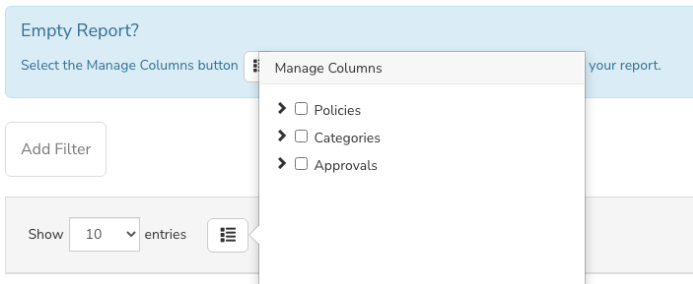 Empty Report?
Select the Manage Columns button your report.
Manage Columns
Policies
Categories
Approvals
Add Filter
Show 10 entries